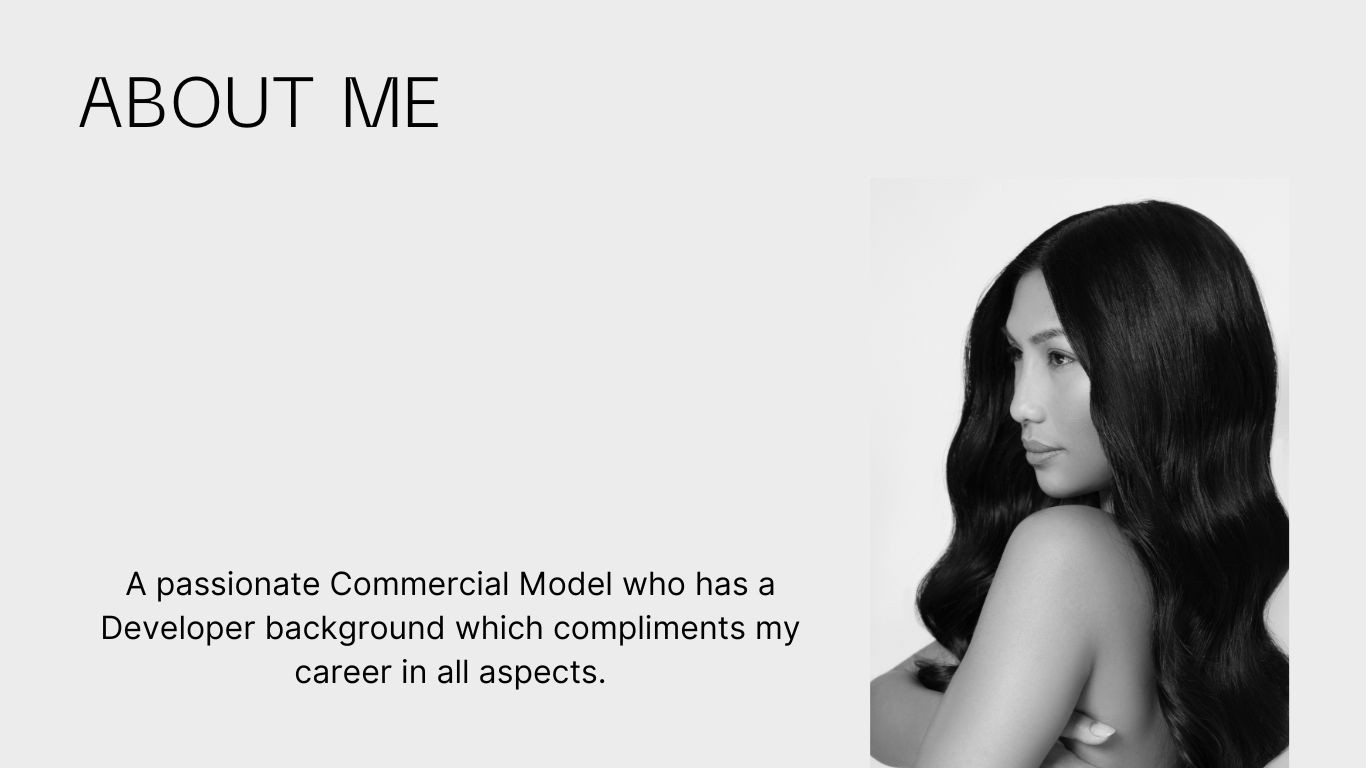 ABOUT ME
A passionate Commercial Model who has a
Developer background which compliments my
career in all aspects.